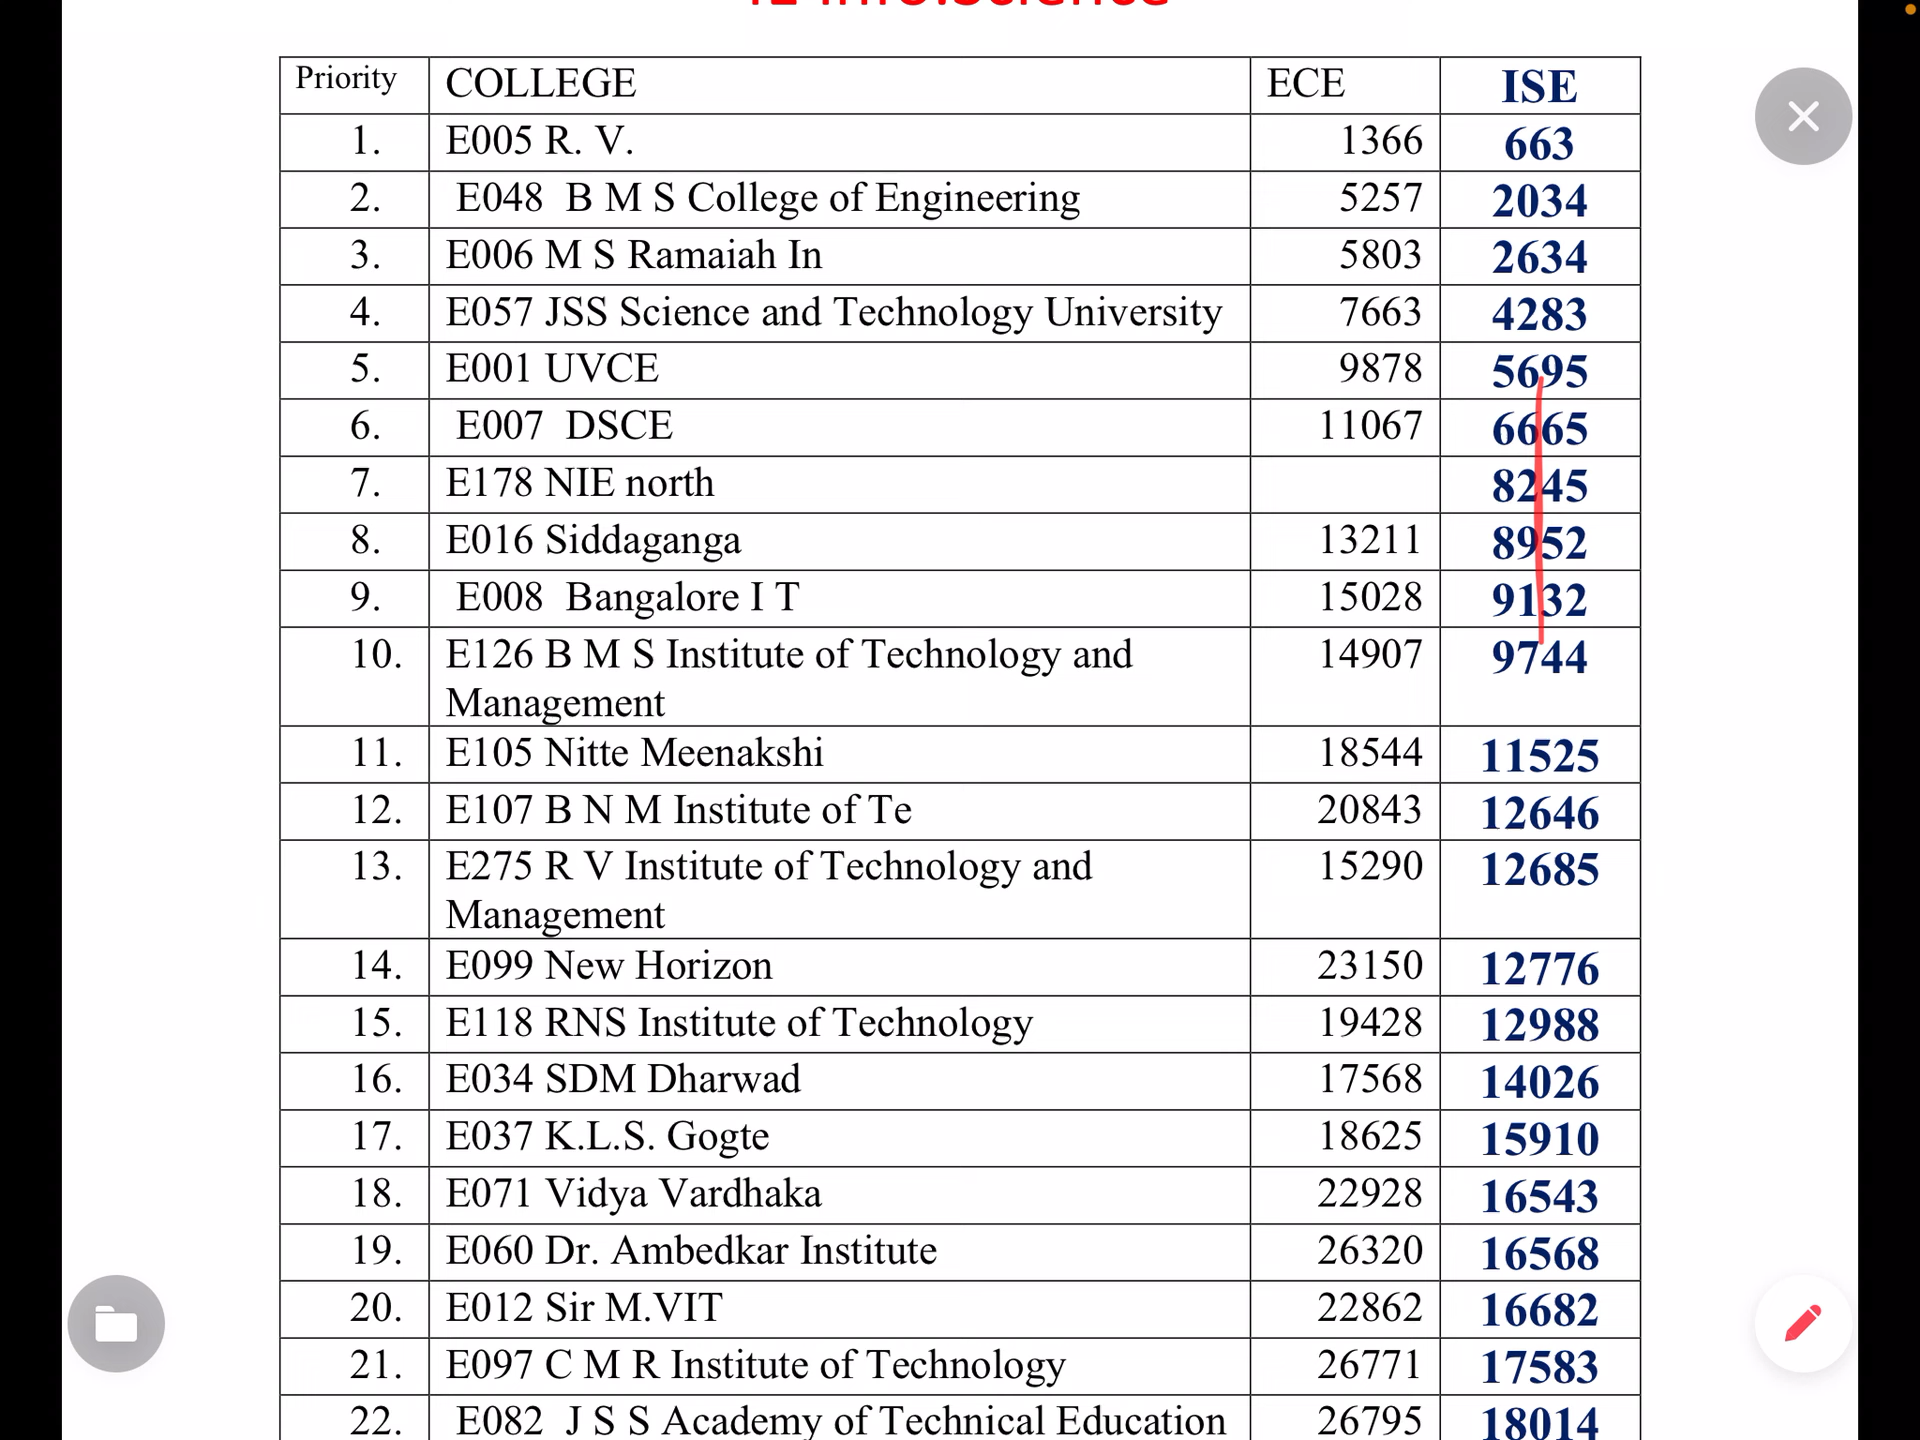 Priority COLLEGE ECE ISE
1. E005 R. V. 1366 663
2. E048 B M S College of Engineering 5257 2034
3. E006 M S Ramaiah In 5803 2634
4. E057 JSS Science and Technology University 7663 4283
5. E001 UVCE 9878 5695
6. E007 DSCE 11067 6665
7. E178 NIE north 8245
8. E016 Siddaganga 13211 8952
9. E008 Bangalore I T 15028 9132
10. E126 B M S Institute of Technology and 14907 9744
Management
11. E105 Nitte Meenakshi 18544 11525
12. E107 B N M Institute of Te 20843 12646
13. E275 R V Institute of Technology and 15290 12685
Management
14. E099 New Horizon 23150 12776
15. E118 RNS Institute of Technology 19428 12988
16. E034 SDM Dharwad 17568 14026
17. E037 K.L.S. Gogte 18625 15910
18. E071 Vidya Vardhaka 22928 16543
19. E060 Dr. Ambedkar Institute 26320 16568
20. E012 Sir M.VIT 22862 16682
21. E097 C M R Institute of Technology 26771 17583
22. E082 J S S Academy of Technical Education 26795 18014